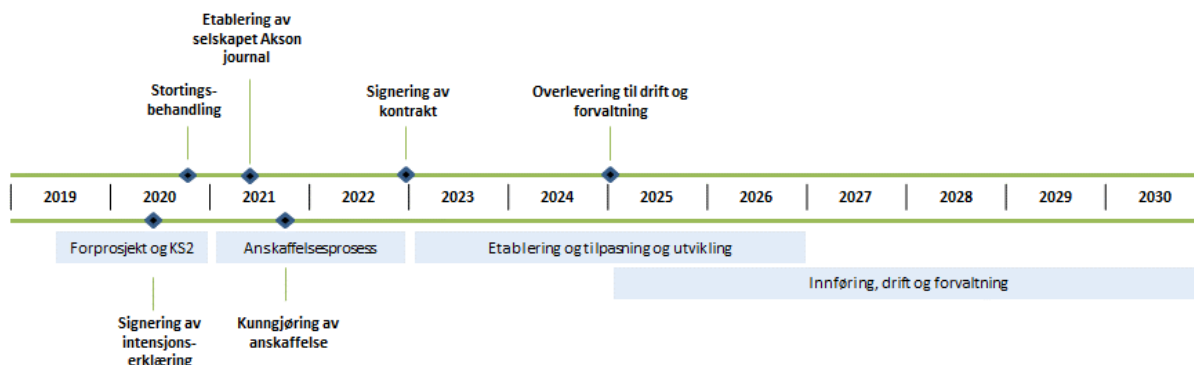 Etablering av
selskapet Akson
journal
Stortings-
behandling
Signering av
kontrakt
Overlevering til drift og
forvaltning
2019 2020 2021 2022 2023 2024 2025 2026 2027 2028 2029 2030
Forprosjekt og KS2 Anskaffelsesprosess Etablering og tilpasning og utvikling
Innføring, drift og forvaltning
Signering av
intensjons-
erklæring
Kunngjøring av
anskaffelse